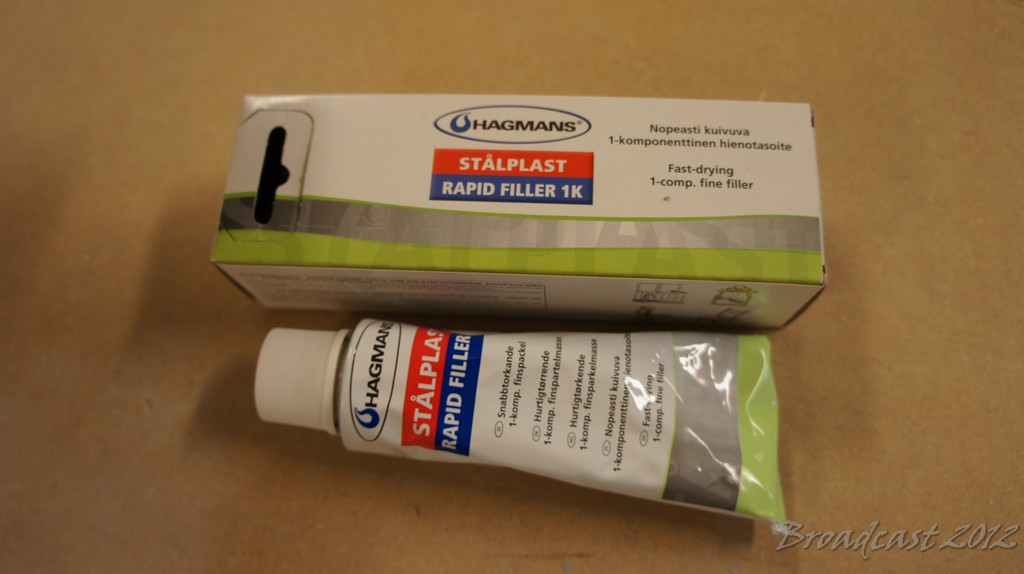 HAGMANS®
STÅLPLAST
RAPID FILLER 1K
Nopeasti kuivuva
1-komponenttinen hienotasoite
Fast-drying
1-comp. fine filler
STÅLPLAST
HAGMANS
STÅLPLAS
RAPID FILLER
Snabbtorkande
1-komp. finspackel
Hurtigtørrende
1-komp. finspartelmasse
Hurtigtørkende
1-komp. finsparkelmasse
Nopeasti kuivuva
1-komponenttinen hienotasoi
Fast-drying
1-comp. fine filler
Broadcast 2012